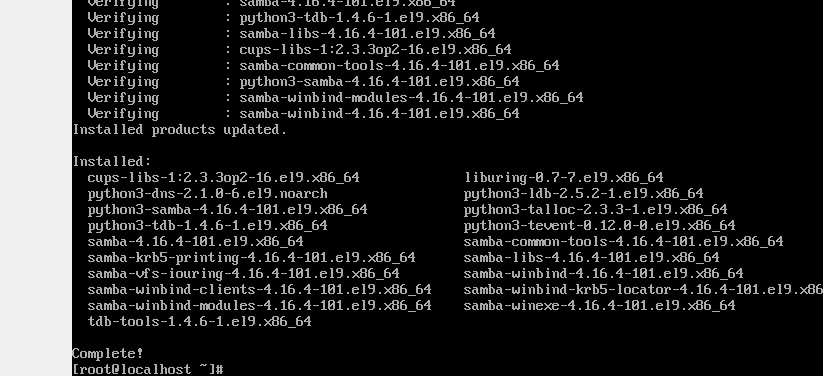 Verifying : samba-4.16.4-101.el9.x86_64
Verifying : python3-tdb-1.4.6-1.el9.x86_64
Verifying : samba-libs-4.16.4-101.el9.x86_64
Verifying : cups-libs-1:2.3.3op2-16.el9.x86_64
Verifying : samba-common-tools-4.16.4-101.el9.x86_64
Verifying : python3-samba-4.16.4-101.el9.x86_64
Verifying : samba-winbind-modules-4.16.4-101.el9.x86_64
Verifying : samba-winbind-4.16.4-101.el9.x86_64
Installed products updated.
Installed:
cups-libs-1:2.3.3op2-16.el9.x86_64 liburing-0.7-7.el9.x86_64
python3-dns-2.1.0-6.el9.noarch python3-ldb-2.5.2-1.el9.x86_64
python3-samba-4.16.4-101.el9.x86_64 python3-talloc-2.3.3-1.el9.x86_64
python3-tdb-1.4.6-1.el9.x86_64 python3-tevent-0.12.0-0.el9.x86_64
samba-4.16.4-101.el9.x86_64 samba-common-tools-4.16.4-101.el9.x86_64
samba-krb5-printing-4.16.4-101.el9.x86_64 samba-libs-4.16.4-101.el9.x86_64
samba-vfs-iouring-4.16.4-101.el9.x86_64 samba-winbind-4.16.4-101.el9.x86_64
samba-winbind-clients-4.16.4-101.el9.x86_64 samba-winbind-krb5-locator-4.16.4-101.el9.x86
samba-winbind-modules-4.16.4-101.el9.x86_64 samba-winexe-4.16.4-101.el9.x86_64
tdb-tools-1.4.6-1.el9.x86_64
Complete!
[root@localhost ~]#